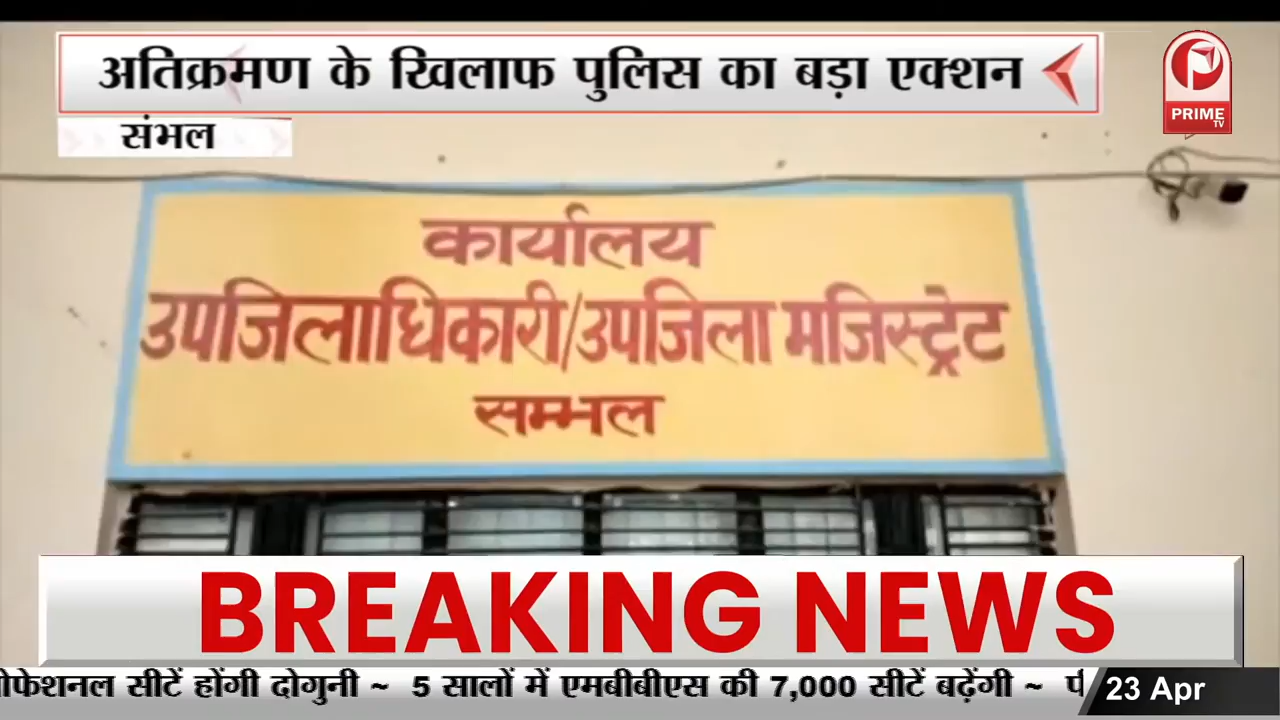 अतिक्रमण के खिलाफ पुलिस का बड़ा एक्शन
PRIME
TV
संभल
कार्यालय
उपजिलाधिकारी/उपजिला मजिस्ट्रेट
सम्भल
BREAKING NEWS
सीटें होंगी दोगुनी ~ 5 सालों में एमबीबीएस की 7,000 सीटें बढ़ेंगी ~
23 Apr